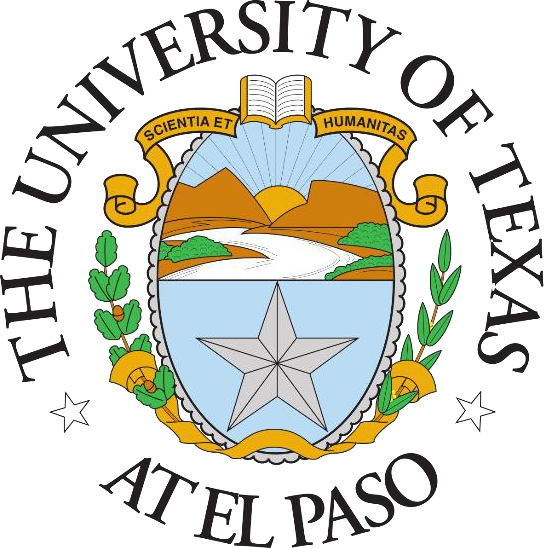 THE UNIVERSITY OF TEXAS
SCIENTIA ET HUMANITAS
AT EL PASO